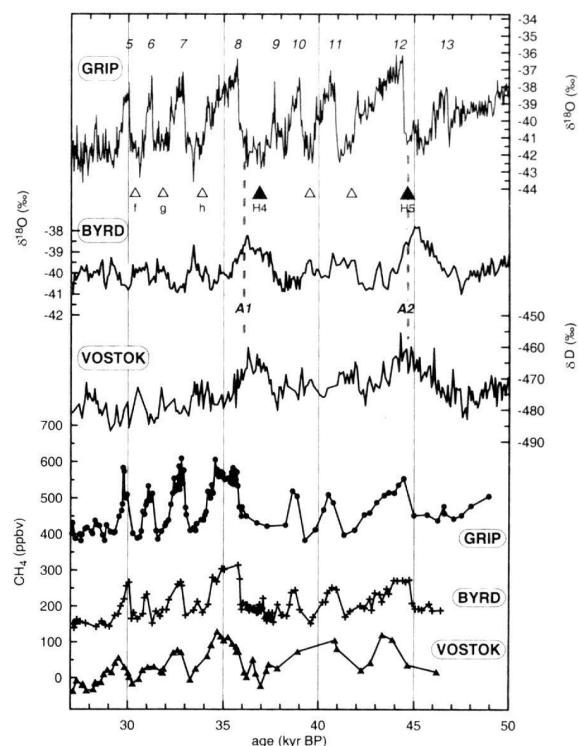 5 6 7 8 9 10 11 12 13
GRIP
-34
-35
-36
-37
-38
-39
-40
-41
-42
-43
-44
δ¹⁸O (‰)
f g h H4 H5
δ¹⁸O (‰)
-38
-39
-40
-41
-42
BYRD
A1 A2
VOSTOK
-450
-460
-470
-480
-490
δ D (‰)
700
600
500
400
300
200
100
0
CH₄ (ppbv)
GRIP
BYRD
VOSTOK
30 35 40 45 50
age (kyr BP)